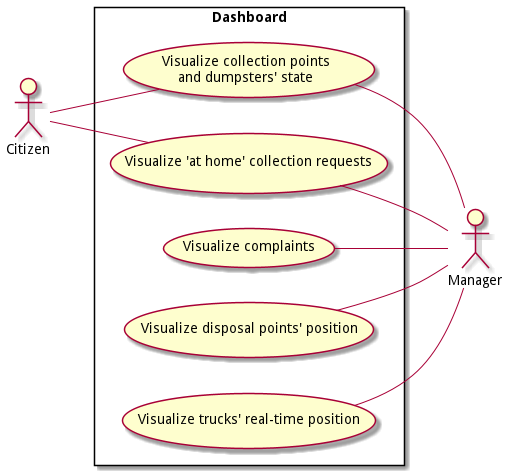 Dashboard
Visualize collection points
and dumpsters' state
Citizen
Visualize 'at home' collection requests
Visualize complaints
Manager
Visualize disposal points' position
Visualize trucks' real-time position